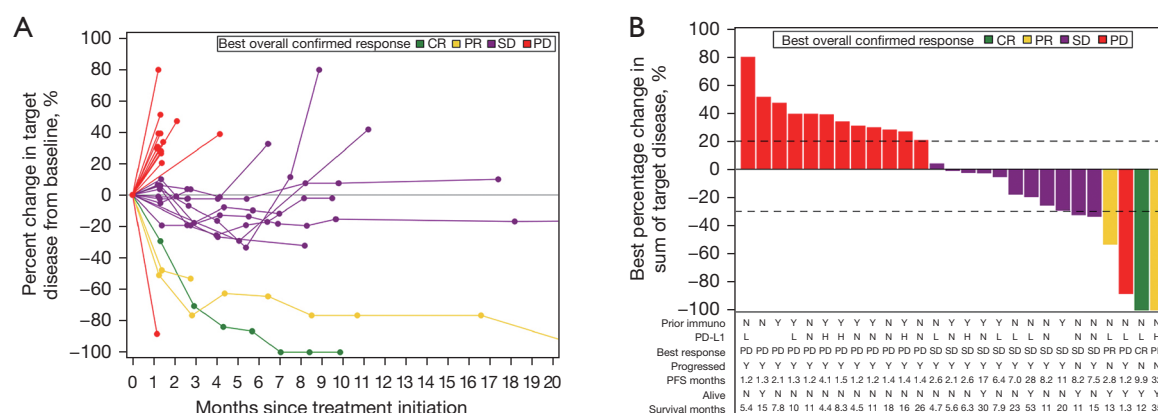 A
Best overall confirmed response CR PR SD PD
Percent change in target disease from baseline, %
100
80
60
40
20
0
−20
−40
−60
−80
−100
0 1 2 3 4 5 6 7 8 9 10 11 12 13 14 15 16 17 18 19 20
Months since treatment initiation
B
Best overall confirmed response CR PR SD PD
Best percentage change in sum of target disease, %
100
80
60
40
20
0
−20
−40
−60
−80
−100
Prior immuno
PD-L1
Best response PD PD PD PD PD PD PD PD PD PD PD PD SD SD SD SD SD SD SD SD SD SD SD PR PD CR PR
Progressed
PFS months 1.2 1.3 2.1 1.3 1.2 4.1 1.5 1.2 1.2 1.4 1.4 1.4 2.6 2.1 2.6 17 6.4 7.0 28 8.2 11 8.2 7.5 2.8 1.2 9.9
Alive
Survival months 5.4 15 7.8 10 11 4.4 8.3 4.5 11 18 16 26 4.7 5.6 6.3 30 7.9 23 53 11 20 11 15 13 13 12